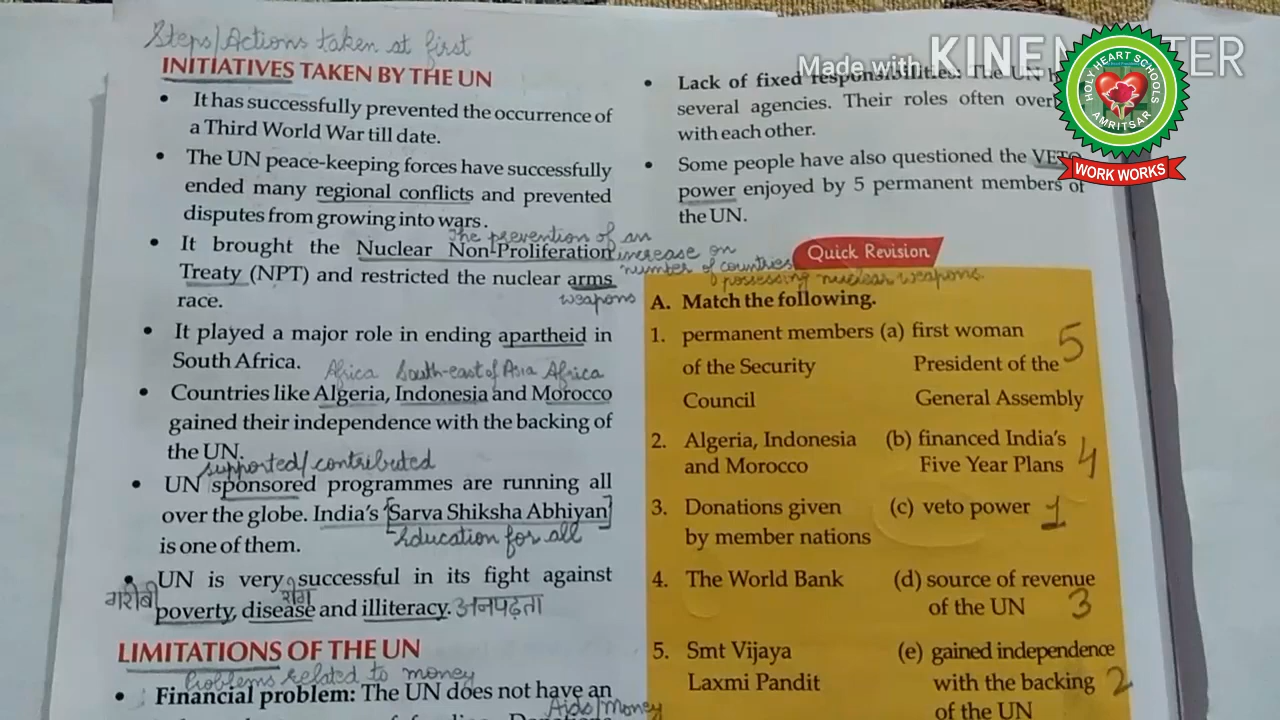 Steps/Actions taken at first
INITIATIVES TAKEN BY THE UN
• It has successfully prevented the occurrence of
a Third World War till date.
• The UN peace-keeping forces have successfully
ended many regional conflicts and prevented
disputes from growing into wars.
The prevention of an
• It brought the Nuclear Non-Proliferation
increase on
number of countries
possessing nuclear weapons
Treaty (NPT) and restricted the nuclear arms
weapons
race.
• It played a major role in ending apartheid in
South Africa.
Africa South-east of Asia Africa
• Countries like Algeria, Indonesia and Morocco
gained their independence with the backing of
the UN.
supported/contributed
• UN sponsored programmes are running all
over the globe. India's [Sarva Shiksha Abhiyan]
is one of them.
Education for all
• UN is very successful in its fight against
गरीबी रोग
poverty, disease and illiteracy. अनपढ़ता
LIMITATIONS OF THE UN
Problems related to money
• Financial problem: The UN does not have an
Aids/Money
Made with KINEMASTER
HOLY HEART SCHOOLS
AMRITSAR
WORK WORKS
• Lack of fixed responsibilities: The UN
several agencies. Their roles often
with each other.
• Some people have also questioned the VETO
power enjoyed by 5 permanent members of
the UN.
Quick Revision
A. Match the following.
1. permanent members (a) first woman
of the Security President of the 5
Council General Assembly
2. Algeria, Indonesia (b) financed India's
and Morocco Five Year Plans 4
3. Donations given (c) veto power 1
by member nations
4. The World Bank (d) source of revenue
of the UN 3
5. Smt Vijaya (e) gained independence
Laxmi Pandit with the backing 2
of the UN